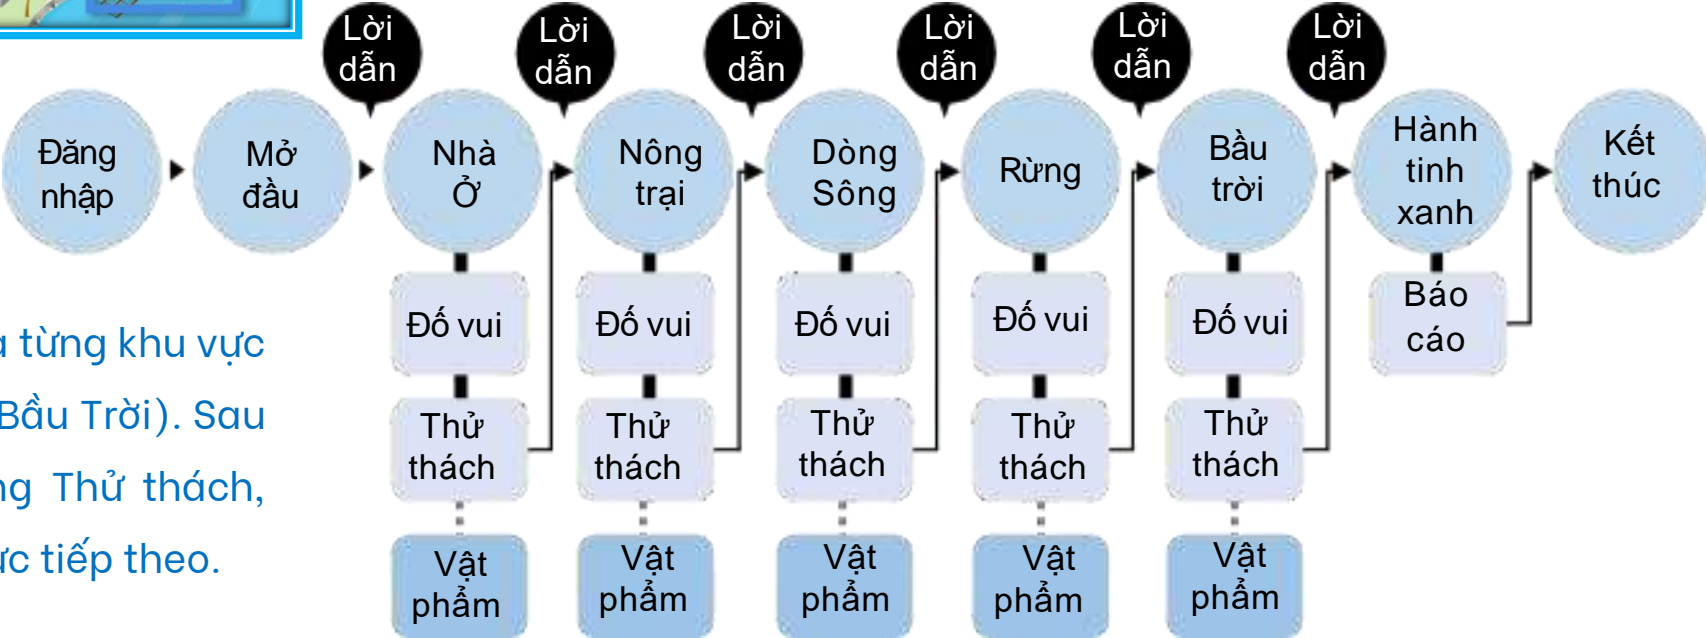 Lời
dẫn
Lời
dẫn
Lời
dẫn
Lời
dẫn
Lời
dẫn
Lời
dẫn
Đăng
nhập
Mở
đầu
Nhà
Ở
Nông
trại
Dòng
Sông
Rừng
Bầu
trời
Hành
tinh
xanh
Kết
thúc
Đố vui
Đố vui
Đố vui
Đố vui
Đố vui
Báo
cáo
Thử
thách
Thử
thách
Thử
thách
Thử
thách
Thử
thách
Vật
phẩm
Vật
phẩm
Vật
phẩm
Vật
phẩm
Vật
phẩm
từng khu vực
Bầu Trời). Sau
Thử thách,
tiếp theo.